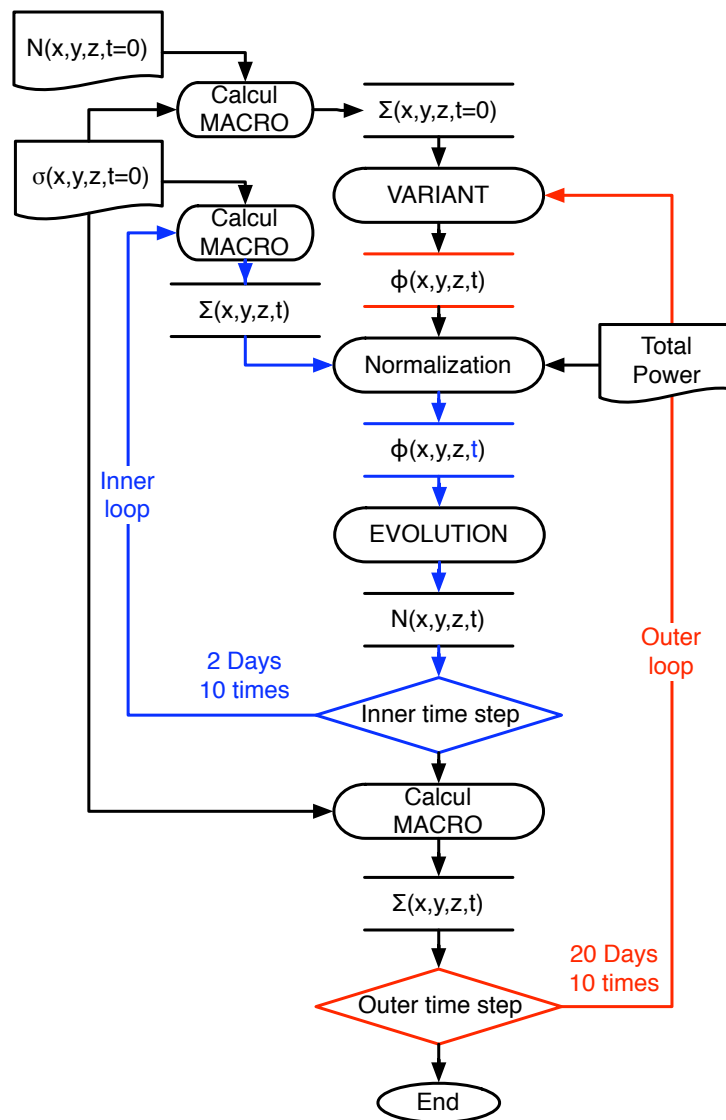 N(x,y,z,t=0)
Calcul
MACRO
Σ(x,y,z,t=0)
σ(x,y,z,t=0)
VARIANT
Calcul
MACRO
ϕ(x,y,z,t)
Σ(x,y,z,t)
Normalization
Total
Power
ϕ(x,y,z,t)
Inner
loop
EVOLUTION
N(x,y,z,t)
Outer
loop
2 Days
10 times
Inner time step
Calcul
MACRO
Σ(x,y,z,t)
20 Days
10 times
Outer time step
End